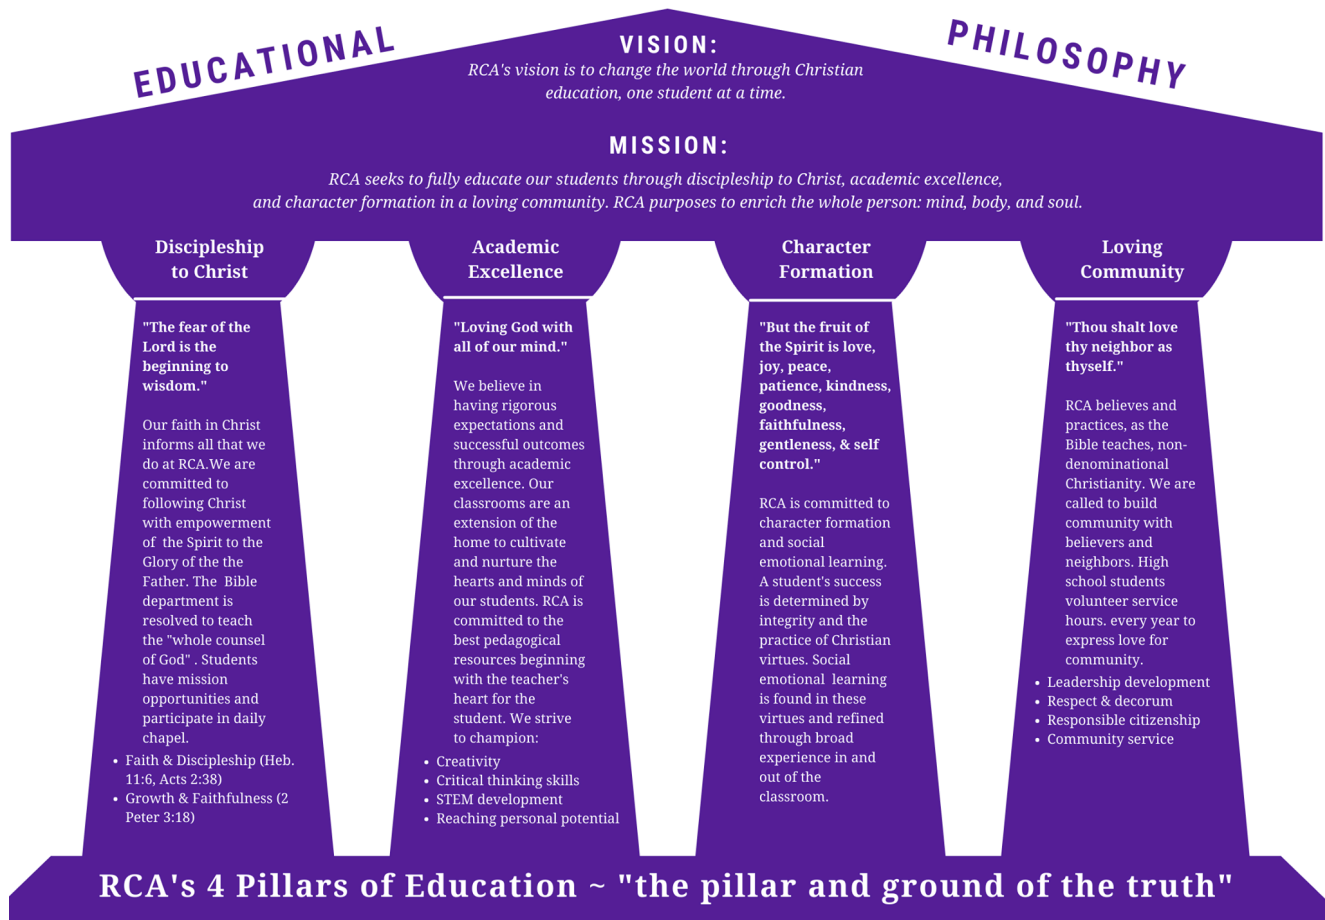 EDUCATIONAL
PHILOSOPHY
VISION:
RCA's vision is to change the world through Christian
education, one student at a time.
MISSION:
RCA seeks to fully educate our students through discipleship to Christ, academic excellence,
and character formation in a loving community. RCA purposes to enrich the whole person: mind, body, and soul.
Discipleship
to Christ
"The fear of the
Lord is the
beginning to
wisdom."
Our faith in Christ
informs all that we
do at RCA.We are
committed to
following Christ
with empowerment
of  the Spirit to the
Glory of the the
Father. The  Bible
department is
resolved to teach
the "whole counsel
of God" . Students
have mission
opportunities and
participate in daily
chapel.
• Faith & Discipleship (Heb.
11:6, Acts 2:38)
• Growth & Faithfulness (2
Peter 3:18)
Academic
Excellence
"Loving God with
all of our mind."
We believe in
having rigorous
expectations and
successful outcomes
through academic
excellence. Our
classrooms are an
extension of the
home to cultivate
and nurture the
hearts and minds of
our students. RCA is
committed to the
best pedagogical
resources beginning
with the teacher's
heart for the
student. We strive
to champion:
• Creativity
• Critical thinking skills
• STEM development
• Reaching personal potential
Character
Formation
"But the fruit of
the Spirit is love,
joy, peace,
patience, kindness,
goodness,
faithfulness,
gentleness, & self
control."
RCA is committed to
character formation
and social
emotional learning.
A student's success
is determined by
integrity and the
practice of Christian
virtues. Social
emotional  learning
is found in these
virtues and refined
through broad
experience in and
out of the
classroom.
Loving
Community
"Thou shalt love
thy neighbor as
thyself."
RCA believes and
practices, as the
Bible teaches, non-
denominational
Christianity. We are
called to build
community with
believers and
neighbors. High
school students
volunteer service
hours. every year to
express love for
community.
• Leadership development
• Respect & decorum
• Responsible citizenship
• Community service
RCA's 4 Pillars of Education ~ "the pillar and ground of the truth"